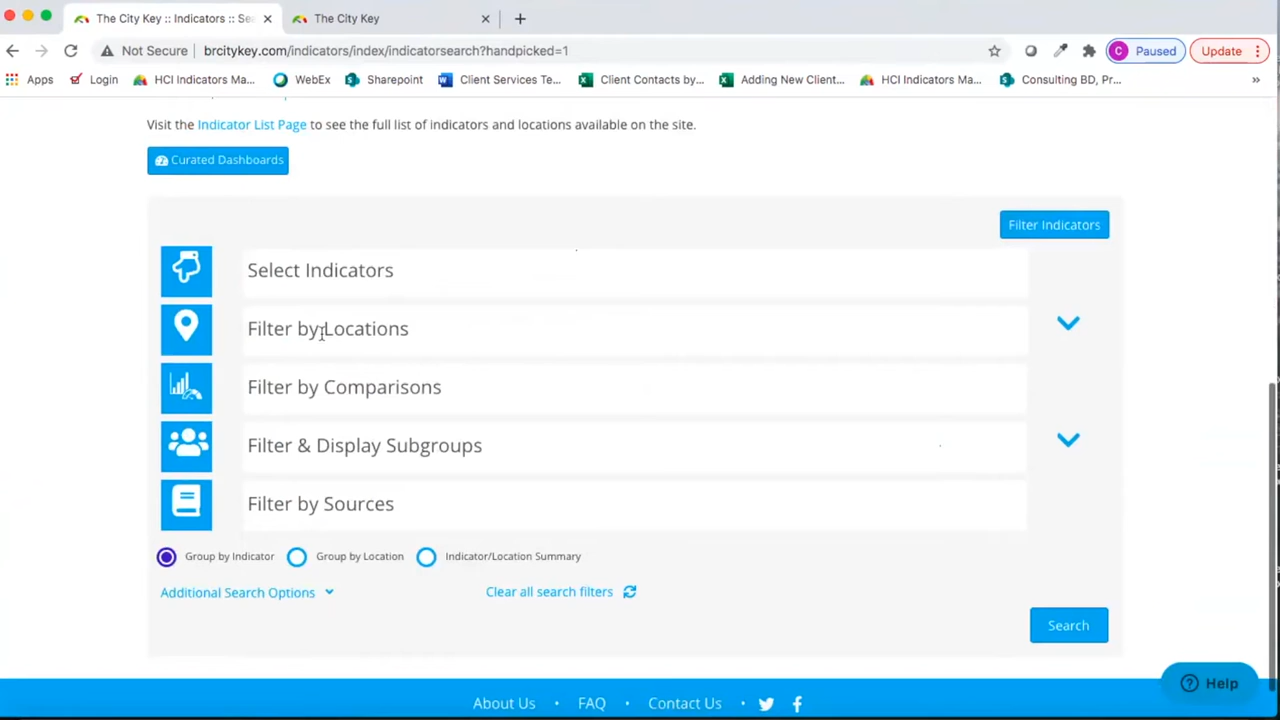 The City Key :: Indicators :: Sea
The City Key
Not Secure
brcitykey.com/indicators/index/indicatorsearch?handpicked=1
C
Paused
Update
Apps
Login
HCI Indicators Ma...
WebEx
Sharepoint
Client Services Te...
Client Contacts by...
Adding New Client...
HCI Indicators Ma...
Consulting BD, Pr...
»
Visit the Indicator List Page to see the full list of indicators and locations available on the site.
Curated Dashboards
Filter Indicators
Select Indicators
Filter by Locations
Filter by Comparisons
Filter & Display Subgroups
Filter by Sources
Group by Indicator
Group by Location
Indicator/Location Summary
Additional Search Options
Clear all search filters
Search
Help
About Us • FAQ • Contact Us •